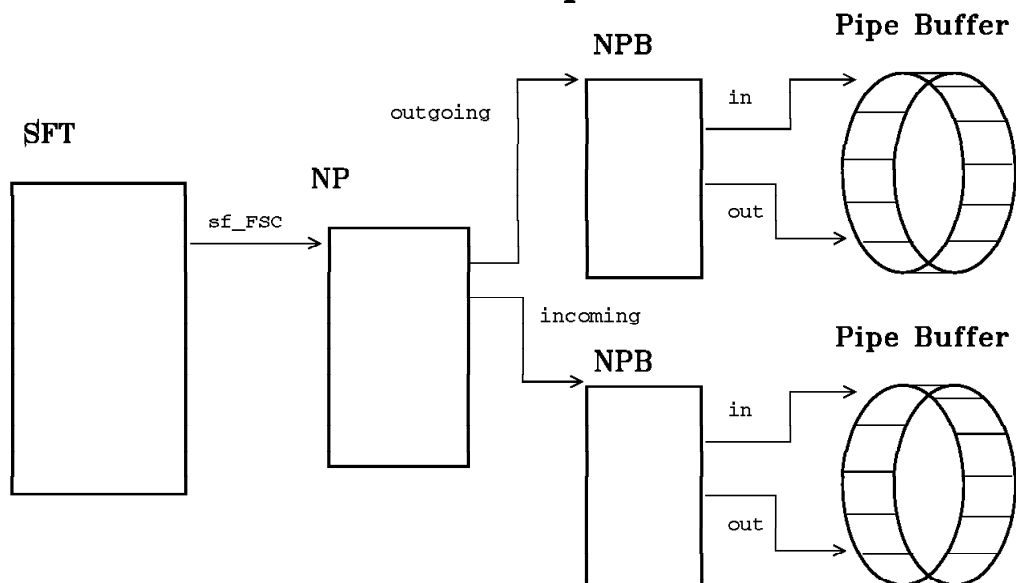 Pipe Buffer
NPB
in
outgoing
SFT
NP
out
sf_FSC
incoming
Pipe Buffer
NPB
in
out